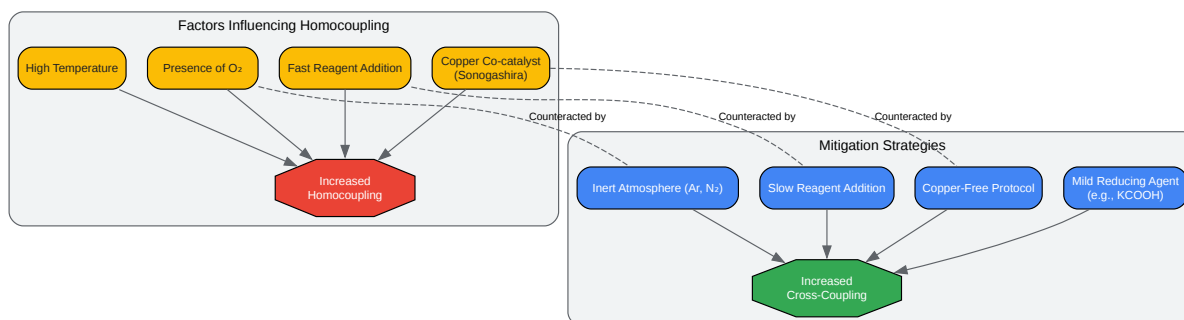 Factors Influencing Homocoupling
High Temperature
Presence of O₂
Fast Reagent Addition
Copper Co-catalyst
(Sonogashira)
Counteracted by
Counteracted by
Counteracted by
Increased
Homocoupling
Mitigation Strategies
Inert Atmosphere (Ar, N₂)
Slow Reagent Addition
Copper-Free Protocol
Mild Reducing Agent
(e.g., KCOOH)
Increased
Cross-Coupling